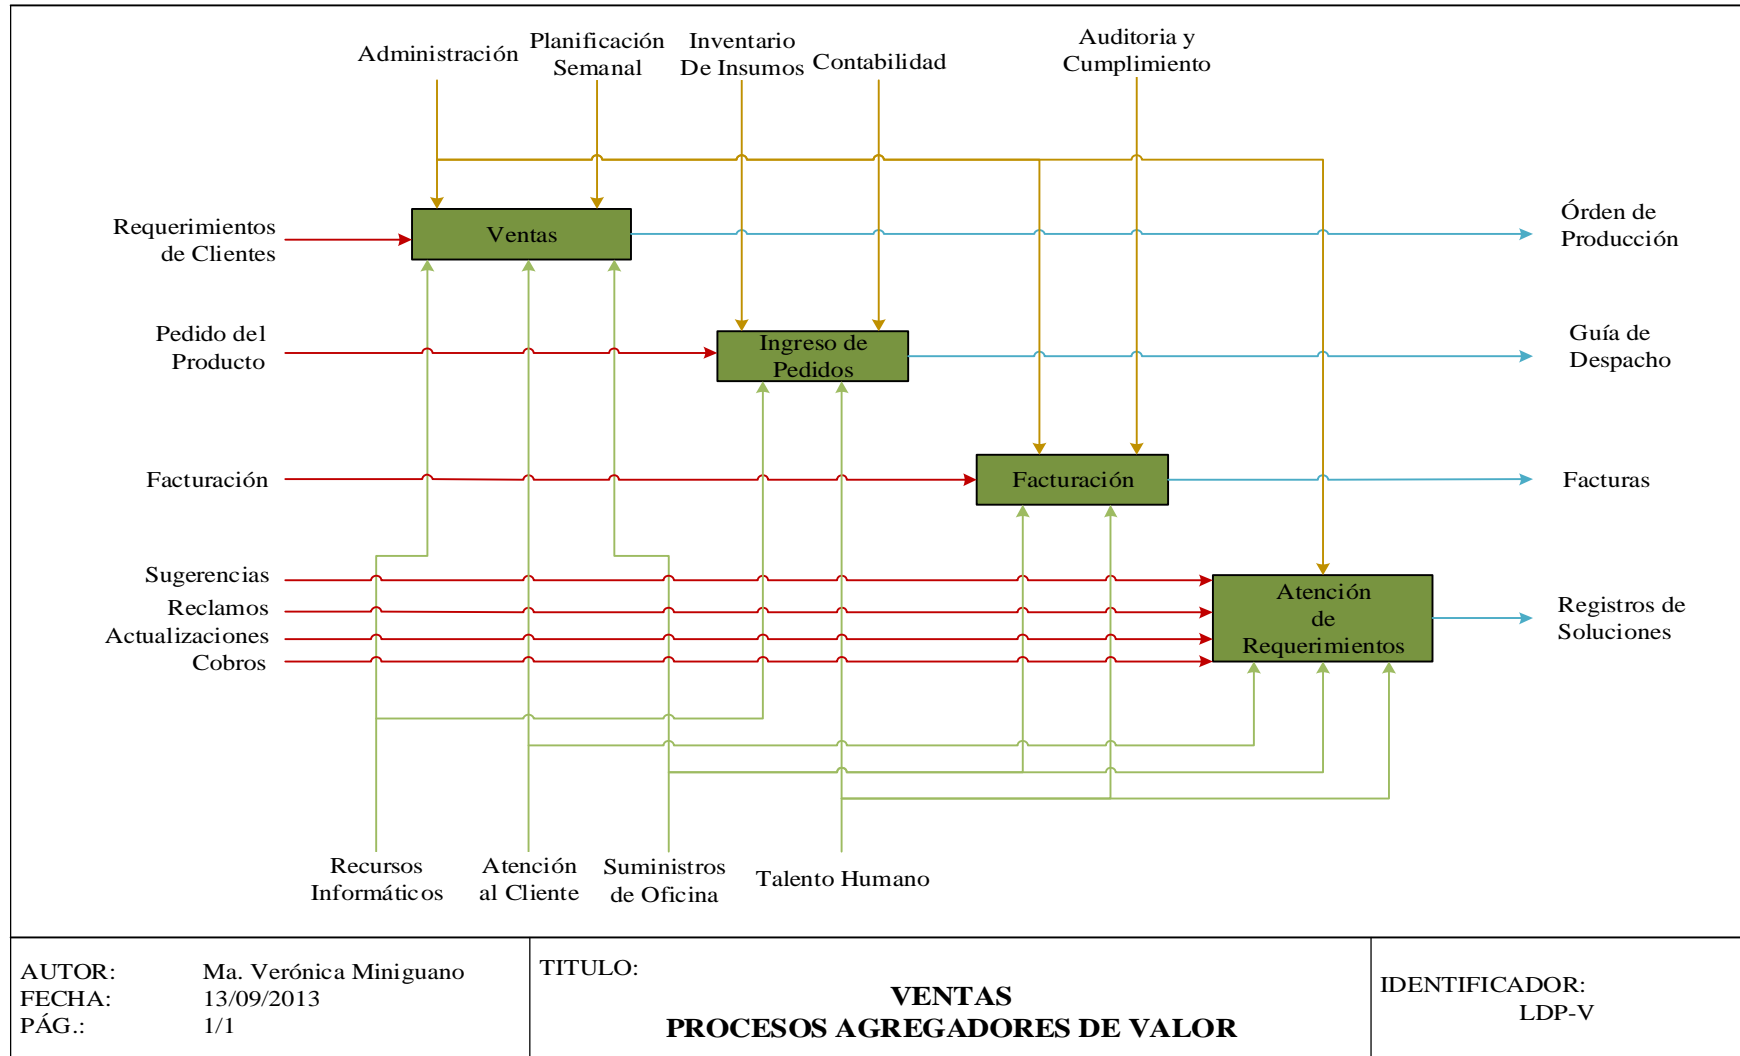 Administración
Planificación
Semanal
Inventario
De Insumos
Contabilidad
Auditoria y
Cumplimiento
Requerimientos
de Clientes
Ventas
Órden de
Producción
Pedido del
Producto
Ingreso de
Pedidos
Guía de
Despacho
Facturación
Facturación
Facturas
Sugerencias
Reclamos
Actualizaciones
Cobros
Atención
de
Requerimientos
Registros de
Soluciones
Recursos
Informáticos
Atención
al Cliente
Suministros
de Oficina
Talento Humano
AUTOR: Ma. Verónica Miniguano
FECHA: 13/09/2013
PÁG.: 1/1
TITULO:
VENTAS
PROCESOS AGREGADORES DE VALOR
IDENTIFICADOR:
LDP-V